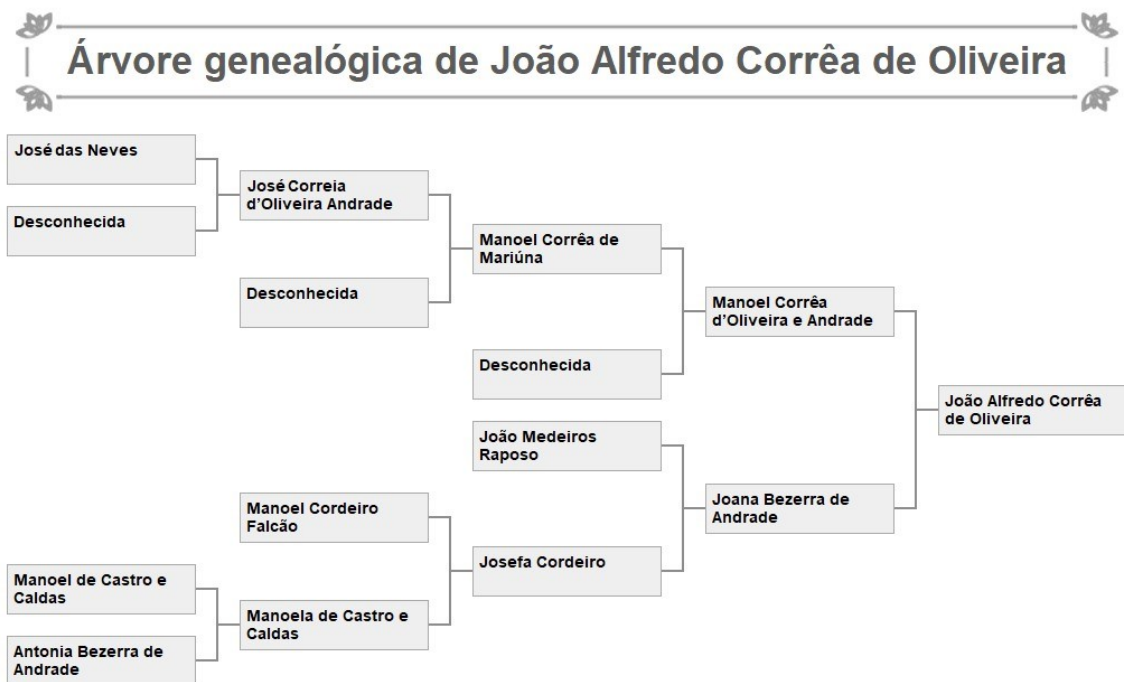 Árvore genealógica de João Alfredo Corrêa de Oliveira
José das Neves
Desconhecida
José Correia
d'Oliveira Andrade
Desconhecida
Manoel Corrêa de
Mariúna
Desconhecida
Manoel Corrêa
d'Oliveira e Andrade
João Alfredo Corrêa
de Oliveira
João Medeiros
Raposo
Joana Bezerra de
Andrade
Manoel Cordeiro
Falcão
Josefa Cordeiro
Manoel de Castro e
Caldas
Manoela de Castro e
Caldas
Antonia Bezerra de
Andrade